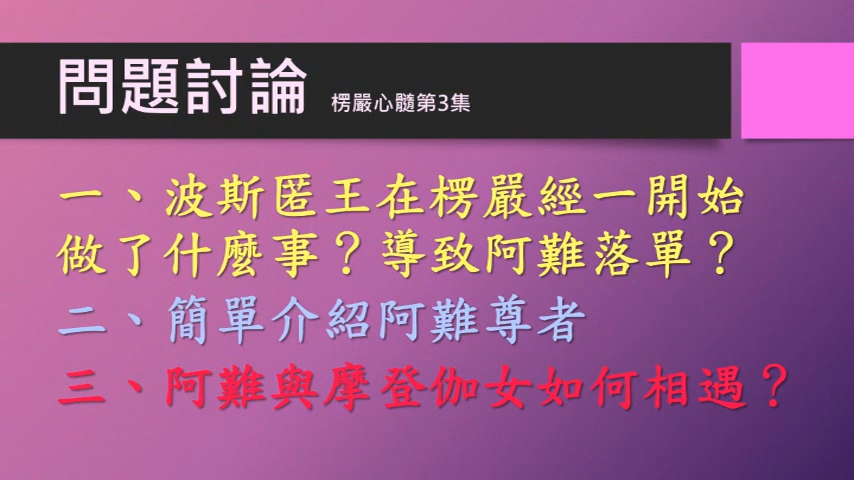 問題討論 楞嚴心髓第3集
一、波斯匿王在楞嚴經一開始
做了什麼事？導致阿難落單？
二、簡單介紹阿難尊者
三、阿難與摩登伽女如何相遇？